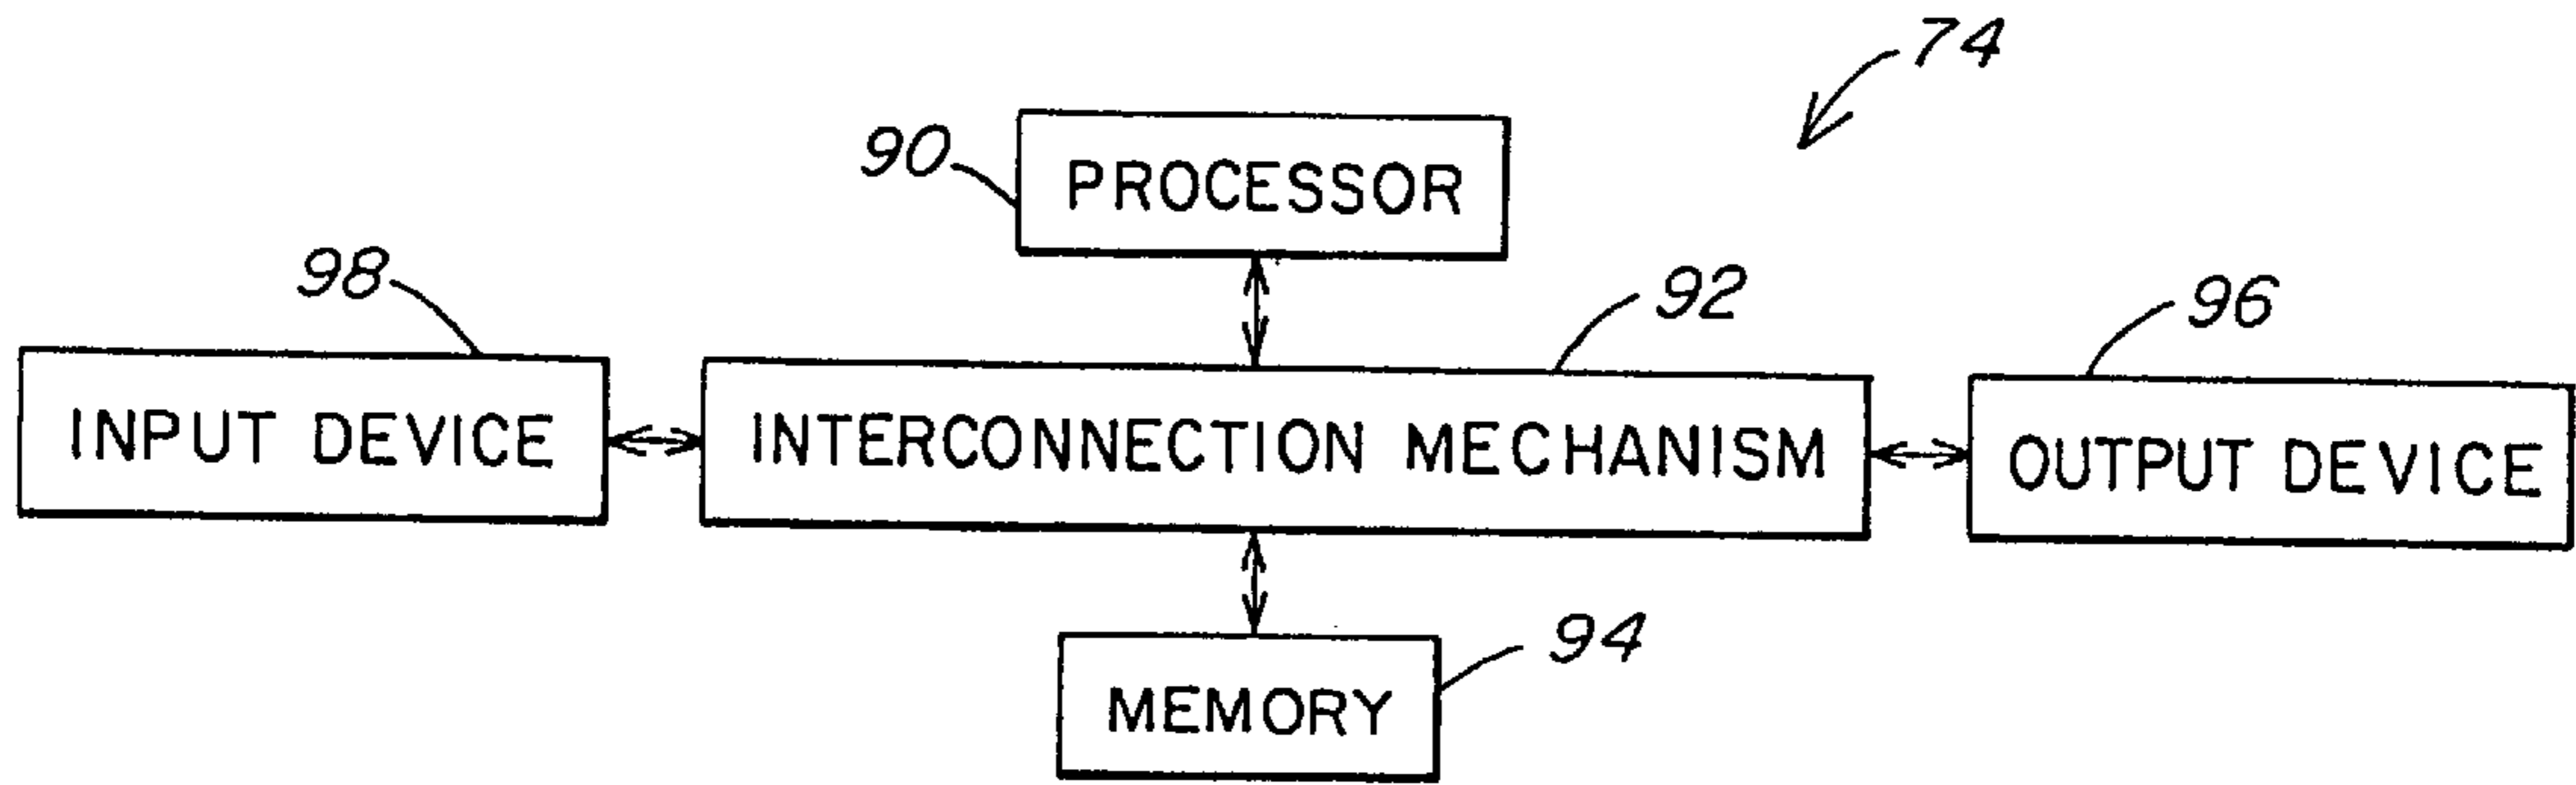 74
90
PROCESSOR
98
92
96
INPUT DEVICE
INTERCONNECTION MECHANISM
OUTPUT DEVICE
94
MEMORY